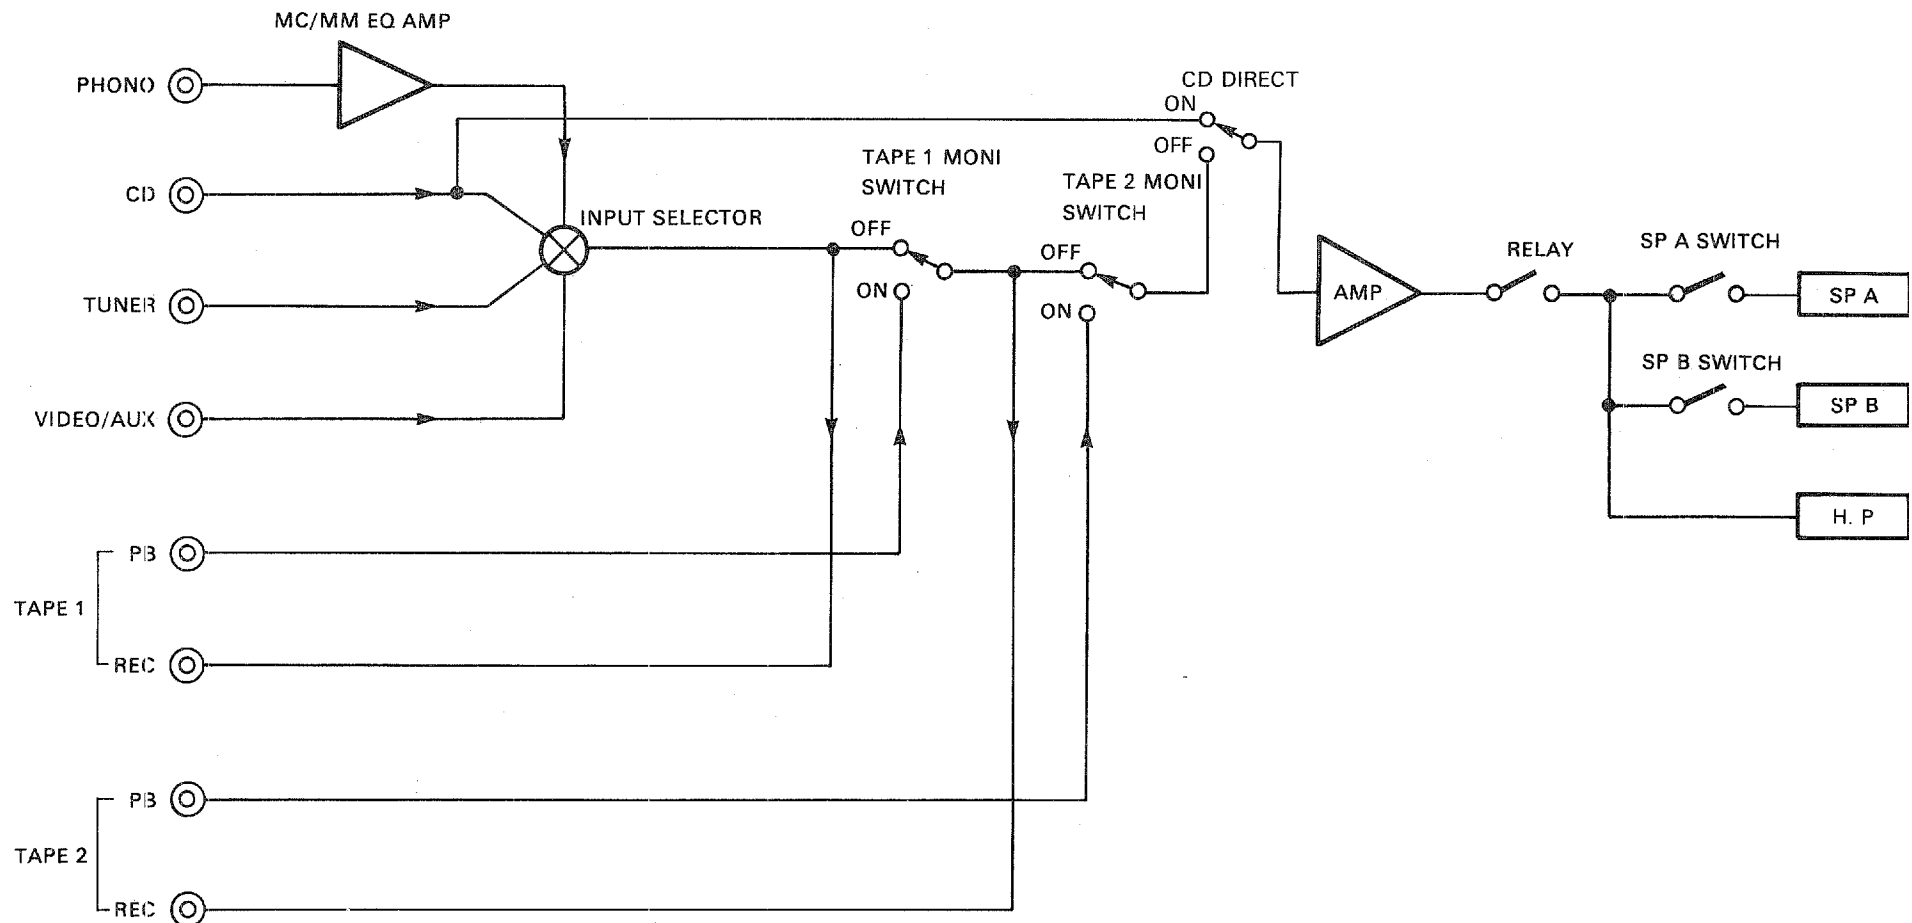 MC/MM EQ AMP
PHONO
CD DIRECT
ON
OFF
CD
TAPE 1 MONI
SWITCH
TAPE 2 MONI
SWITCH
INPUT SELECTOR
OFF
ON
OFF
ON
TUNER
AMP
RELAY
SP A SWITCH
SP A
SP B SWITCH
SP B
VIDEO/AUX
H. P
PB
TAPE 1
REC
PB
TAPE 2
REC